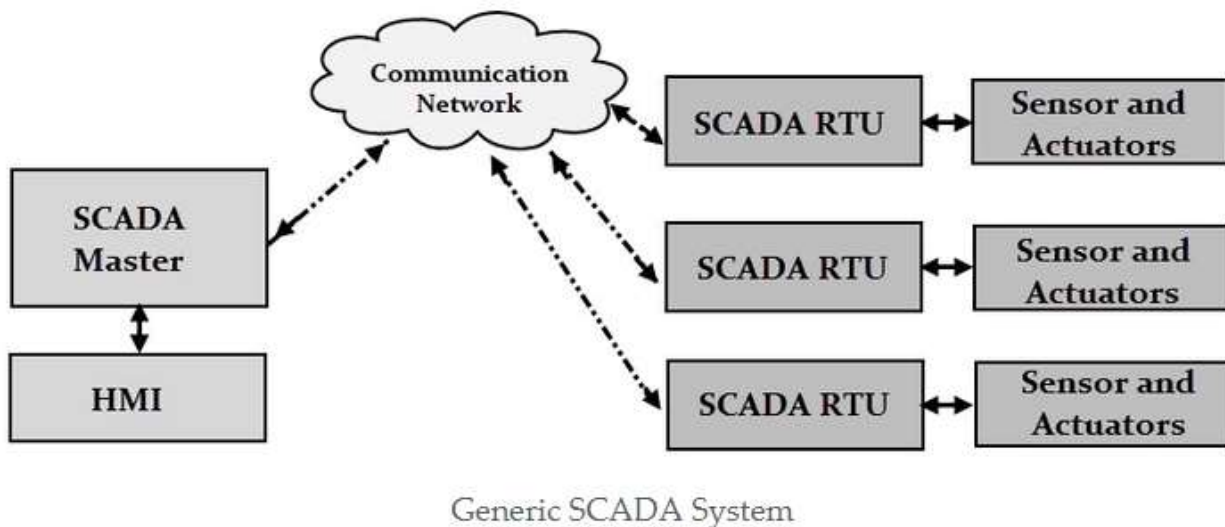 Communication
Network
SCADA RTU
Sensor and
Actuators
SCADA
Master
SCADA RTU
Sensor and
Actuators
HMI
SCADA RTU
Sensor and
Actuators
Generic SCADA System